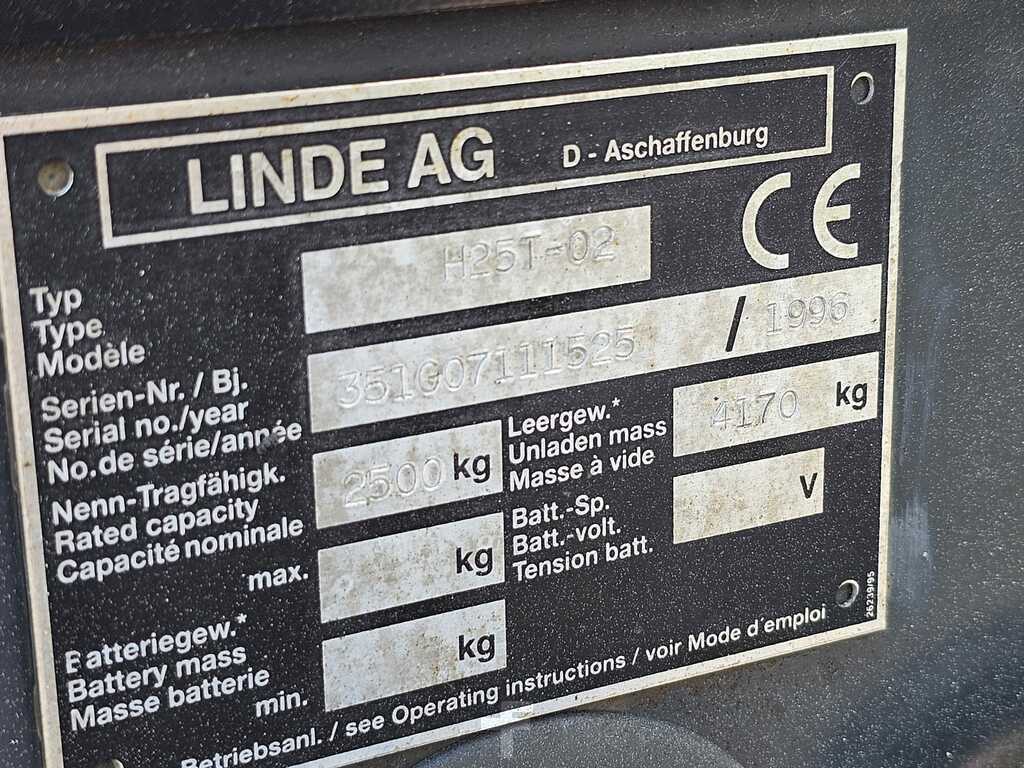 LINDE AG D - Aschaffenburg
CE
Typ
Type
Modèle
H25T-02
Serien-Nr. / Bj.
Serial no./year
No.de série/année
351G07111525 / 1996
Nenn-Tragfähigk.
Rated capacity
Capacité nominale
2500 kg
Leergew.*
Unladen mass
Masse à vide
4170 kg
Batt.-Sp.
Batt.-volt.
Tension batt.
V
Batteriegew.*
Battery mass
Masse batterie
max. kg
min. kg
Betriebsanl. / see Operating instructions / voir Mode d'emploi
26239/95